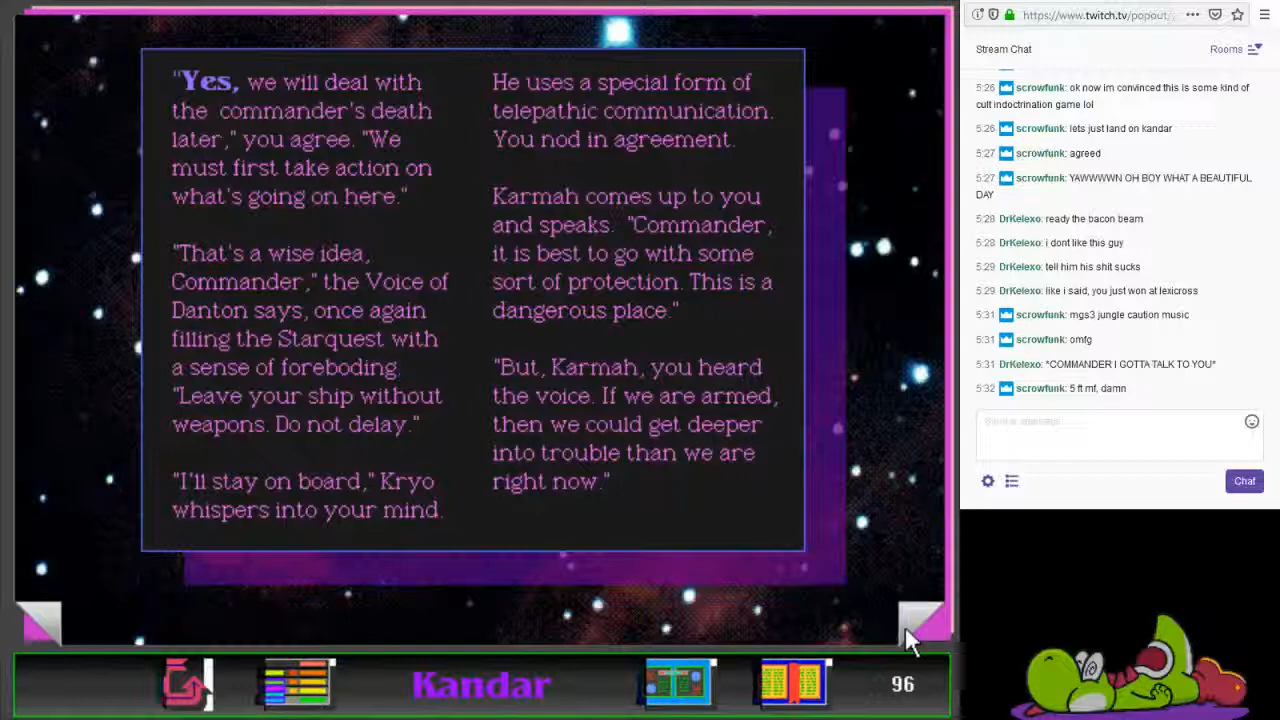 "Yes, we will deal with
the commander's death
later," you agree. "We
must first take action on
what's going on here."
"That's a wise idea,
Commander," the Voice of
Danton says, once again
filling the Starquest with
a sense of foreboding.
"Leave your ship without
weapons. Do not delay."
"I'll stay on board," Kryo
whispers into your mind.
He uses a special form of
telepathic communication.
You nod in agreement.
Karmah comes up to you
and speaks. "Commander,
it is best to go with some
sort of protection. This is a
dangerous place."
"But, Karmah, you heard
the voice. If we are armed,
then we could get deeper
into trouble than we are
right now."
Kandar
96
https://www.twitch.tv/popout
Stream Chat
Rooms
5:26 scrowfunk: ok now im convinced this is some kind of
cult indoctrination game lol
5:26 scrowfunk: lets just land on kandar
5:27 scrowfunk: agreed
5:27 scrowfunk: YAWWWWN OH BOY WHAT A BEAUTIFUL
DAY
5:28 DrKelexo: ready the bacon beam
5:28 DrKelexo: i dont like this guy
5:29 DrKelexo: tell him his shit sucks
5:29 DrKelexo: like i said, you just won at lexicross
5:31 scrowfunk: mgs3 jungle caution music
5:31 scrowfunk: omfg
5:31 DrKelexo: *COMMANDER I GOTTA TALK TO YOU*
5:32 scrowfunk: 5 ft mf, damn
Send a message
Chat